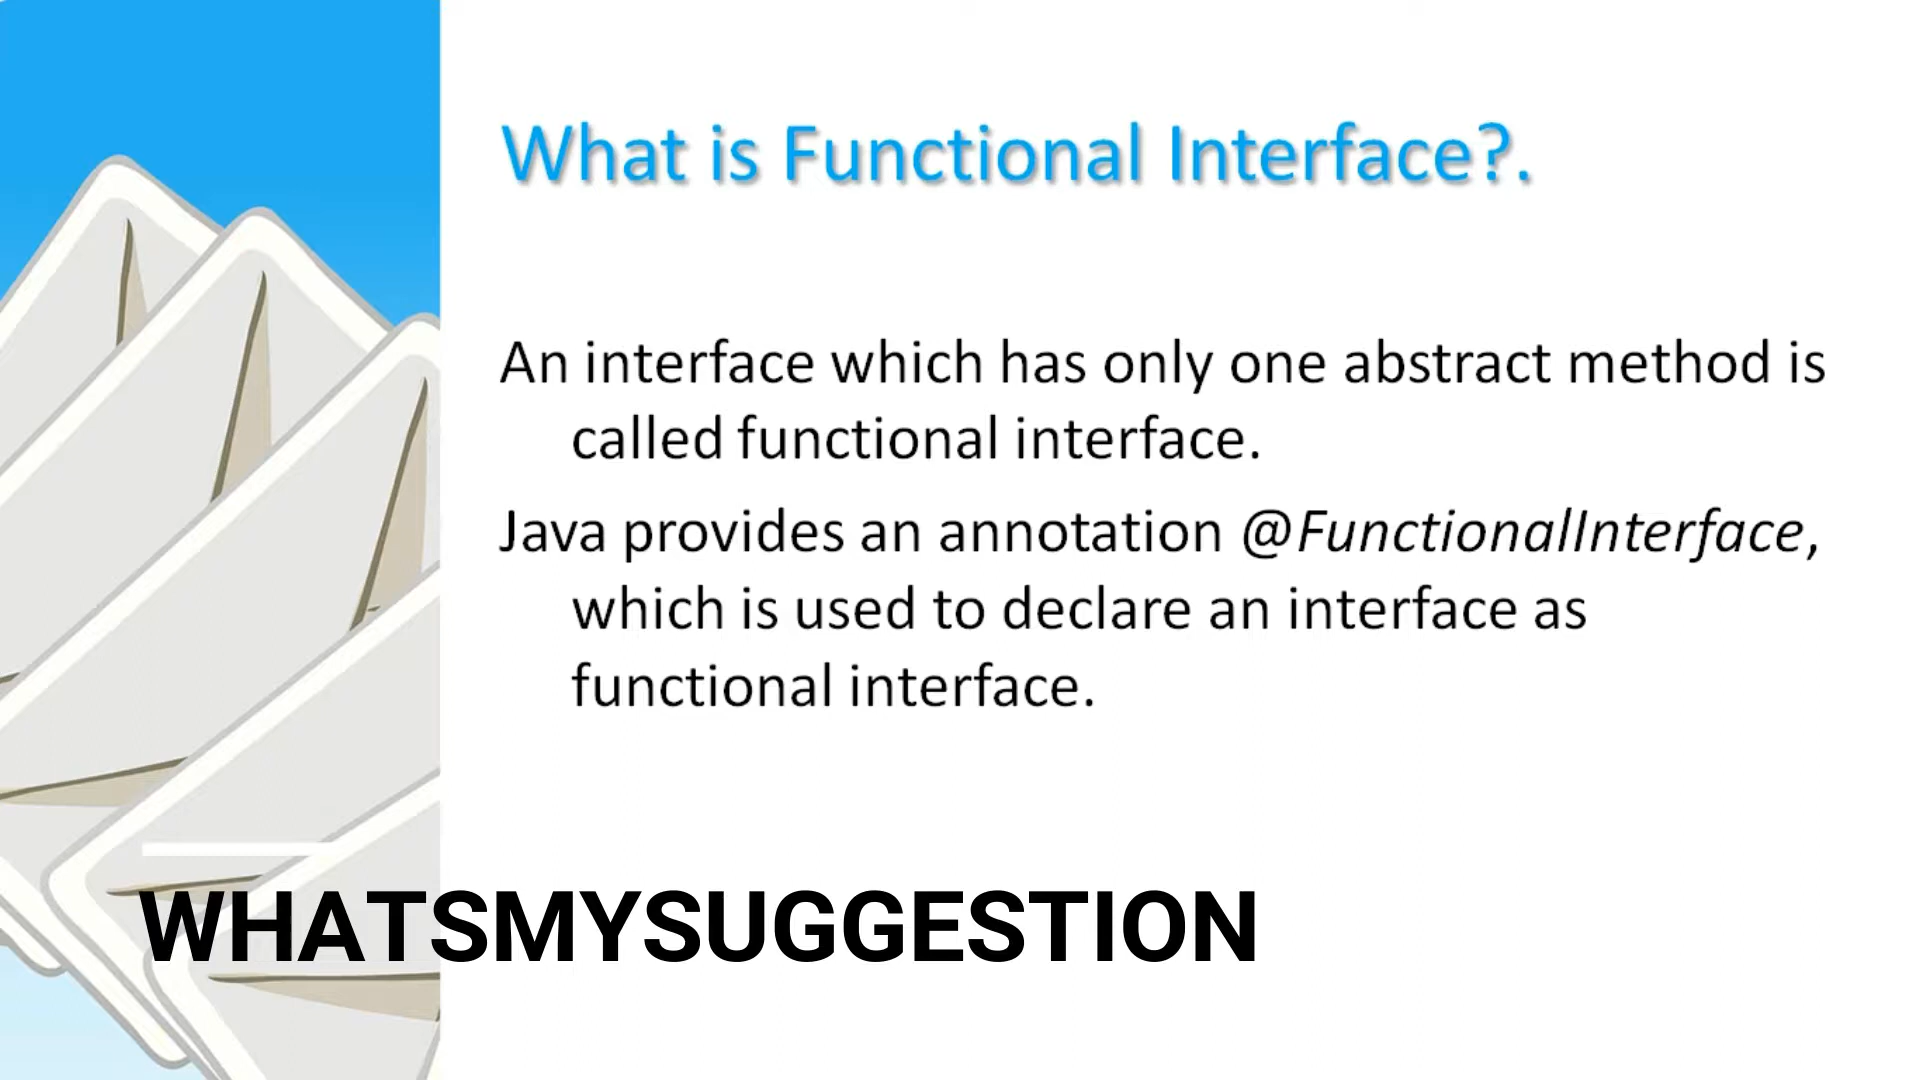 What is Functional Interface?.
An interface which has only one abstract method is
called functional interface.
Java provides an annotation @FunctionalInterface,
which is used to declare an interface as
functional interface.
WHATSMYSUGGESTION